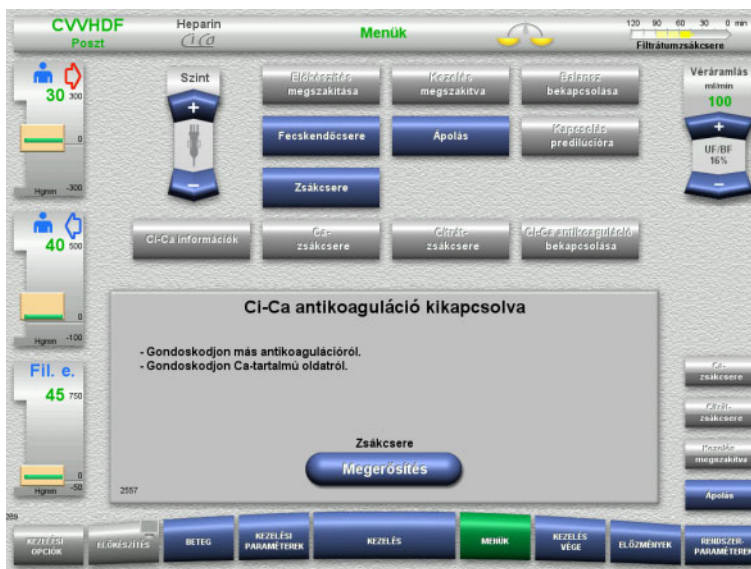 CVVHDF
Poszt
Heparin
Ci Ca
Menük
120 90 60 30 0 min
Filtrátumzsákcsere
30 300
0
Hgmm -300
40 500
0
Hgmm -100
Fil. e.
45 750
0
Hgmm -50
Szint
+
−
Előkészítés
megszakítása
Kezelés
megszakítva
Balansz
bekapcsolása
Fecskendőcsere
Ápolás
Kapcsolás
predilúcióra
Zsákcsere
Ci-Ca információk
Ca-
zsákcsere
Citrát-
zsákcsere
Ci-Ca antikoaguláció
bekapcsolása
Véráramlás
ml/min
100
+
UF/BF
16%
−
Ci-Ca antikoaguláció kikapcsolva
- Gondoskodjon más antikoagulációról.
- Gondoskodjon Ca-tartalmú oldatról.
Zsákcsere
Megerősítés
2557
Ca-
zsákcsere
Citrát-
zsákcsere
Kezelés
megszakítva
Ápolás
269
KEZELÉSI
OPCIÓK
ELŐKÉSZÍTÉS
BETEG
KEZELÉSI
PARAMÉTEREK
KEZELÉS
MENÜK
KEZELÉS
VÉGE
ELŐZMÉNYEK
RENDSZER-
PARAMÉTEREK